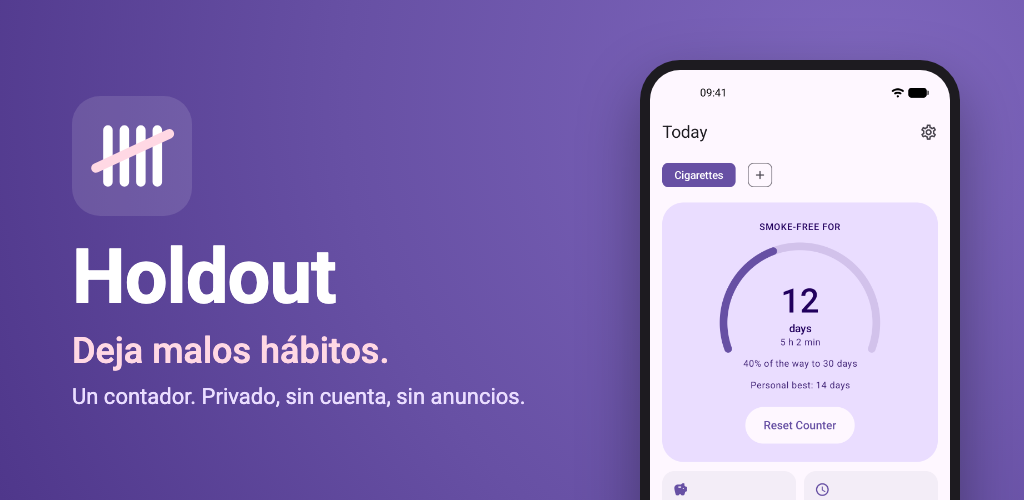 Holdout
Deja malos hábitos.
Un contador. Privado, sin cuenta, sin anuncios.
09:41
Today
Cigarettes
+
SMOKE-FREE FOR
12
days
5 h 2 min
40% of the way to 30 days
Personal best: 14 days
Reset Counter